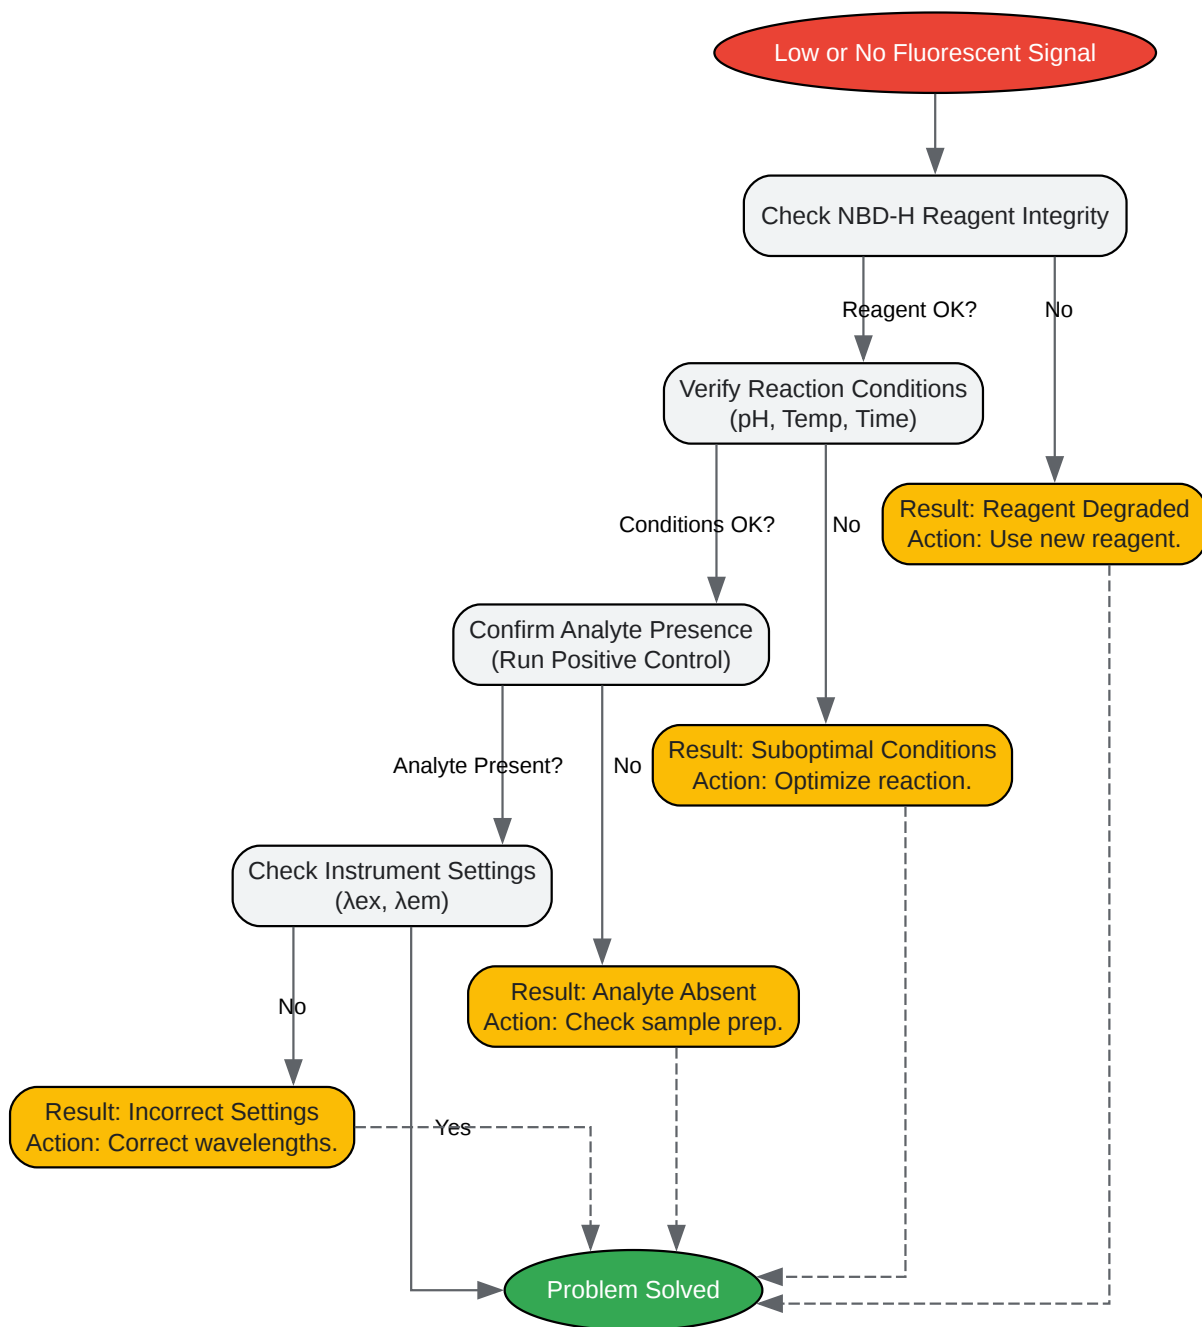 Low or No Fluorescent Signal
Check NBD-H Reagent Integrity
Reagent OK?
No
Verify Reaction Conditions
(pH, Temp, Time)
Result: Reagent Degraded
Action: Use new reagent.
Conditions OK?
No
Confirm Analyte Presence
(Run Positive Control)
Result: Suboptimal Conditions
Action: Optimize reaction.
Analyte Present?
No
Check Instrument Settings
(λex, λem)
Result: Analyte Absent
Action: Check sample prep.
No
Result: Incorrect Settings
Action: Correct wavelengths.
Yes
Problem Solved